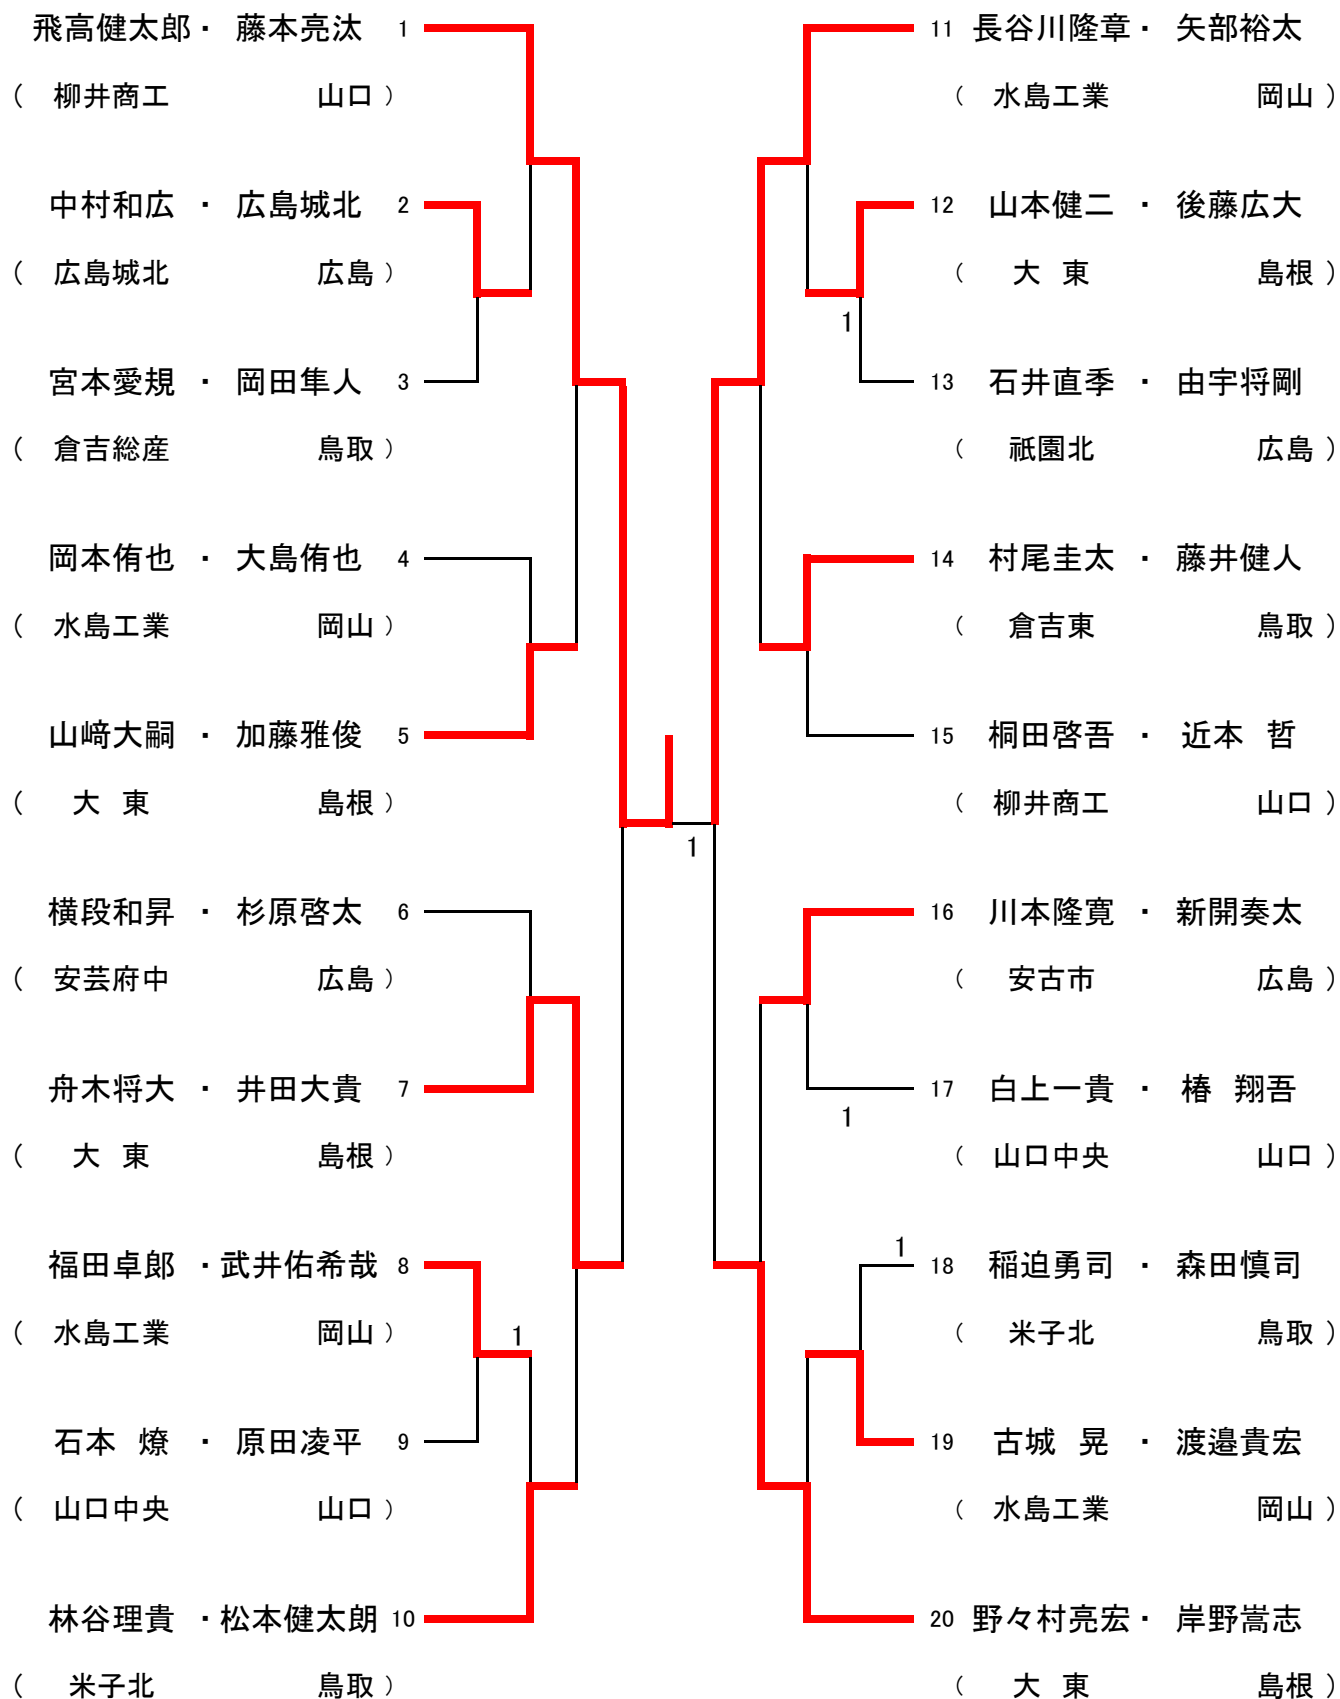 飛高健太郎・ 藤本亮汰 1
( 柳井商工 山口 )
中村和広 ・ 広島城北 2
( 広島城北 広島 )
宮本愛規 ・ 岡田隼人 3
( 倉吉総産 鳥取 )
岡本侑也 ・ 大島侑也 4
( 水島工業 岡山 )
山﨑大嗣 ・ 加藤雅俊 5
( 大 東 島根 )
横段和昇 ・ 杉原啓太 6
( 安芸府中 広島 )
舟木将大 ・ 井田大貴 7
( 大 東 島根 )
福田卓郎 ・武井佑希哉 8
( 水島工業 岡山 )
1
石本 燎 ・ 原田凌平 9
( 山口中央 山口 )
林谷理貴 ・松本健太朗 10
( 米子北 鳥取 )
1
11 長谷川隆章・ 矢部裕太
( 水島工業 岡山 )
12 山本健二 ・ 後藤広大
( 大 東 島根 )
1
13 石井直季 ・ 由宇将剛
( 祇園北 広島 )
14 村尾圭太 ・ 藤井健人
( 倉吉東 鳥取 )
15 桐田啓吾 ・ 近本 哲
( 柳井商工 山口 )
16 川本隆寛 ・ 新開奏太
( 安古市 広島 )
17 白上一貴 ・ 椿 翔吾
1
( 山口中央 山口 )
1
18 稲迫勇司 ・ 森田慎司
( 米子北 鳥取 )
19 古城 晃 ・ 渡邉貴宏
( 水島工業 岡山 )
20 野々村亮宏・ 岸野嵩志
( 大 東 島根 )